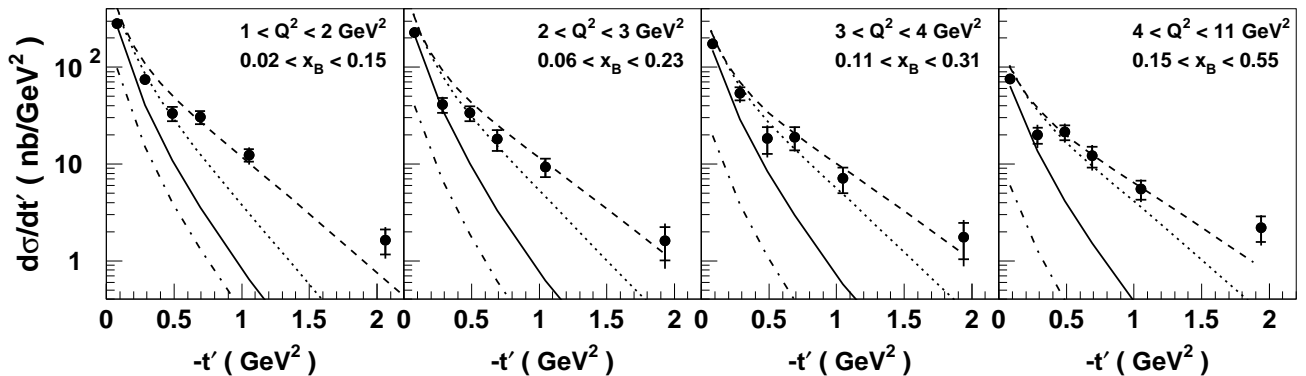 dσ/dt′ ( nb/GeV²)
10²
10
1
1 < Q² < 2 GeV²
0.02 < x_B < 0.15
2 < Q² < 3 GeV²
0.06 < x_B < 0.23
3 < Q² < 4 GeV²
0.11 < x_B < 0.31
4 < Q² < 11 GeV²
0.15 < x_B < 0.55
0 0.5 1 1.5 2 0 0.5 1 1.5 2 0 0.5 1 1.5 2 0 0.5 1 1.5 2
-t′ ( GeV² ) -t′ ( GeV² ) -t′ ( GeV² ) -t′ ( GeV² )